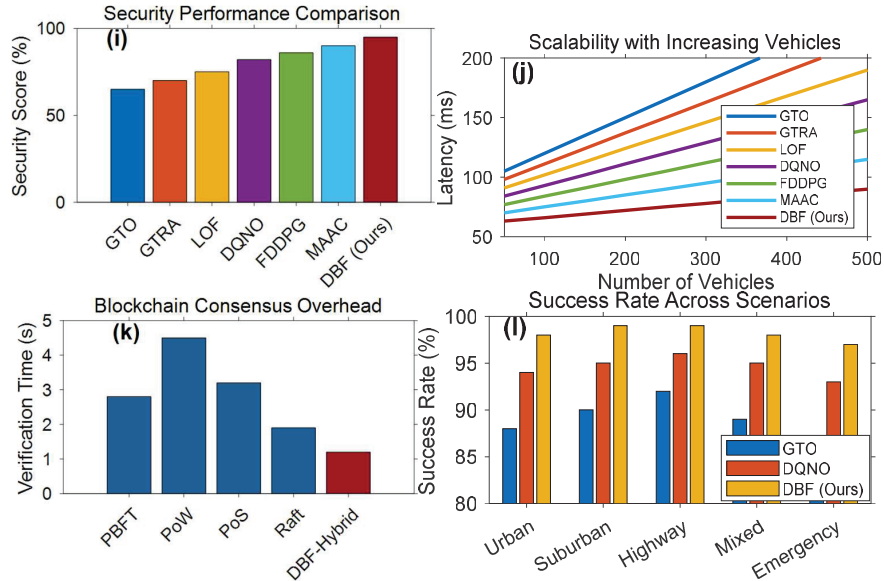 Security Performance Comparison
(i)
Security Score (%)
100
50
0
GTO
GTRA
LOF
DQNO
FDDPG
MAAC
DBF (Ours)
Scalability with Increasing Vehicles
(j)
Latency (ms)
200
150
100
50
GTO
GTRA
LOF
DQNO
FDDPG
MAAC
DBF (Ours)
100 200 300 400 500
Number of Vehicles
Blockchain Consensus Overhead
(k)
Verification Time (s)
5
4
3
2
1
0
PBFT
PoW
PoS
Raft
DBF-Hybrid
Success Rate Across Scenarios
(l)
Success Rate (%)
100
95
90
85
80
GTO
DQNO
DBF (Ours)
Urban
Suburban
Highway
Mixed
Emergency